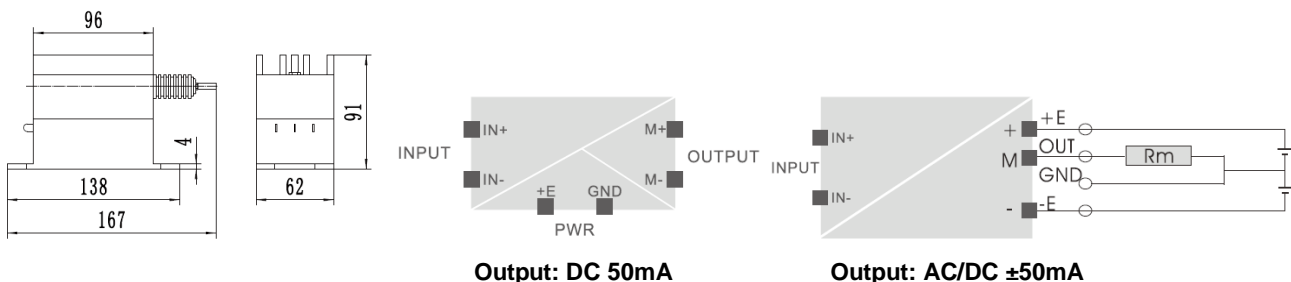 96
91
4
138
62
167
INPUT
IN+
IN-
M+
M-
OUTPUT
+E
GND
PWR
Output: DC 50mA
INPUT
IN+
IN-
+
M
-
+E
OUT
GND
-E
Rm
Output: AC/DC ±50mA